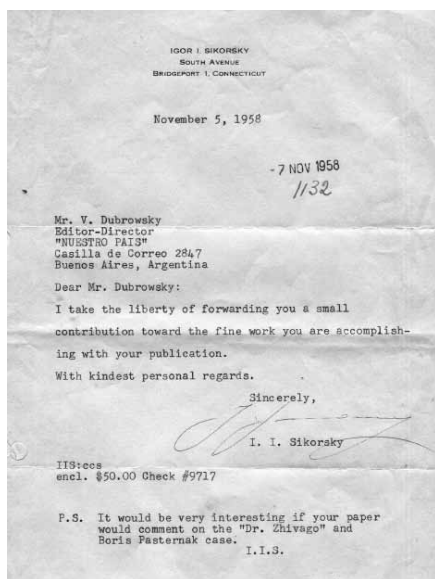 IGOR I. SIKORSKY
SOUTH AVENUE
BRIDGEPORT 1, CONNECTICUT
November 5, 1958
-7 NOV 1958
1132
Mr. V. Dubrowsky
Editor-Director
"NUESTRO PAIS"
Casilla de Correo 2847
Buenos Aires, Argentina
Dear Mr. Dubrowsky:
I take the liberty of forwarding you a small
contribution toward the fine work you are accomplish-
ing with your publication.
With kindest personal regards.
Sincerely,
I. I. Sikorsky
IIS:ccs
encl. $50.00 Check #9717
P.S. It would be very interesting if your paper
would comment on the "Dr. Zhivago" and
Boris Pasternak case.
I.I.S.